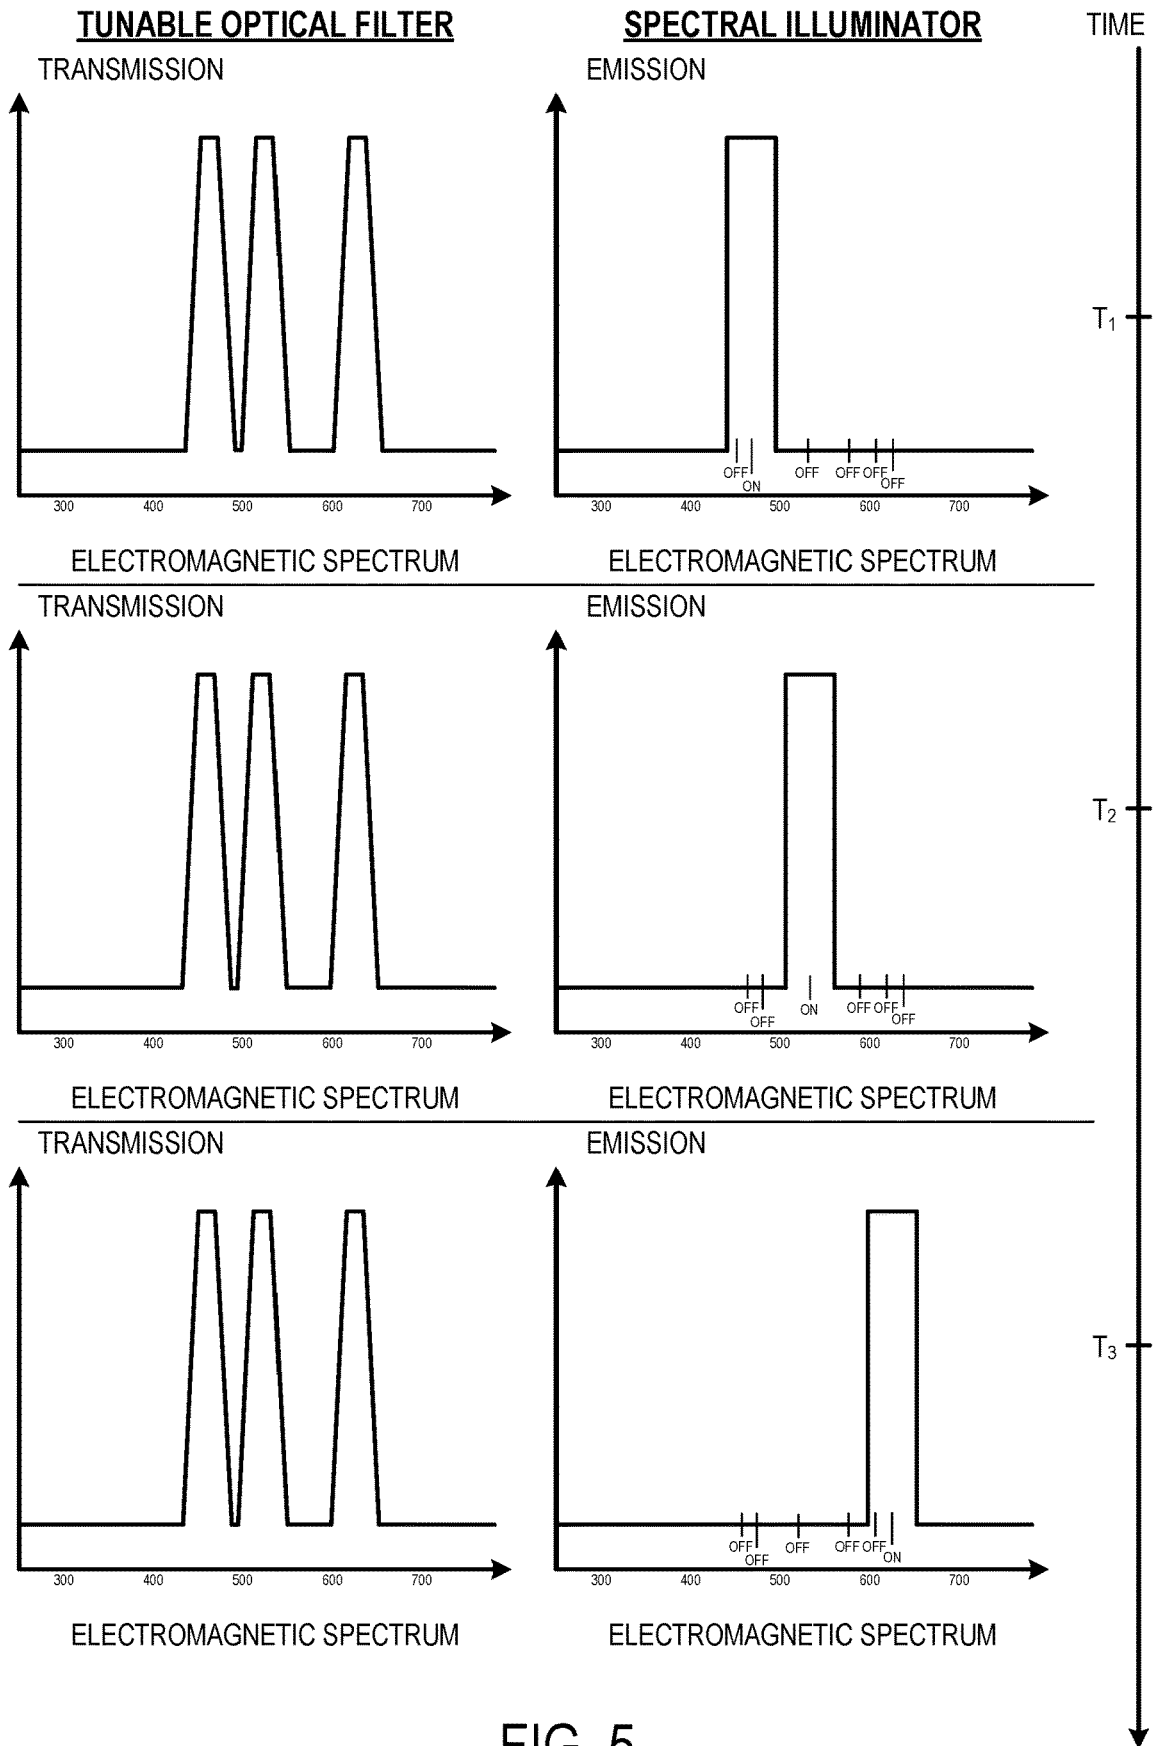 TUNABLE OPTICAL FILTER
SPECTRAL ILLUMINATOR
TIME
TRANSMISSION
EMISSION
T1
OFF
ON
OFF
OFF
OFF
OFF
300 400 500 600 700
300 400 500 600 700
ELECTROMAGNETIC SPECTRUM
ELECTROMAGNETIC SPECTRUM
TRANSMISSION
EMISSION
T2
OFF
OFF
ON
OFF
OFF
OFF
300 400 500 600 700
300 400 500 600 700
ELECTROMAGNETIC SPECTRUM
ELECTROMAGNETIC SPECTRUM
TRANSMISSION
EMISSION
T3
OFF
OFF
OFF
OFF
OFF
ON
300 400 500 600 700
300 400 500 600 700
ELECTROMAGNETIC SPECTRUM
ELECTROMAGNETIC SPECTRUM
FIG. 5